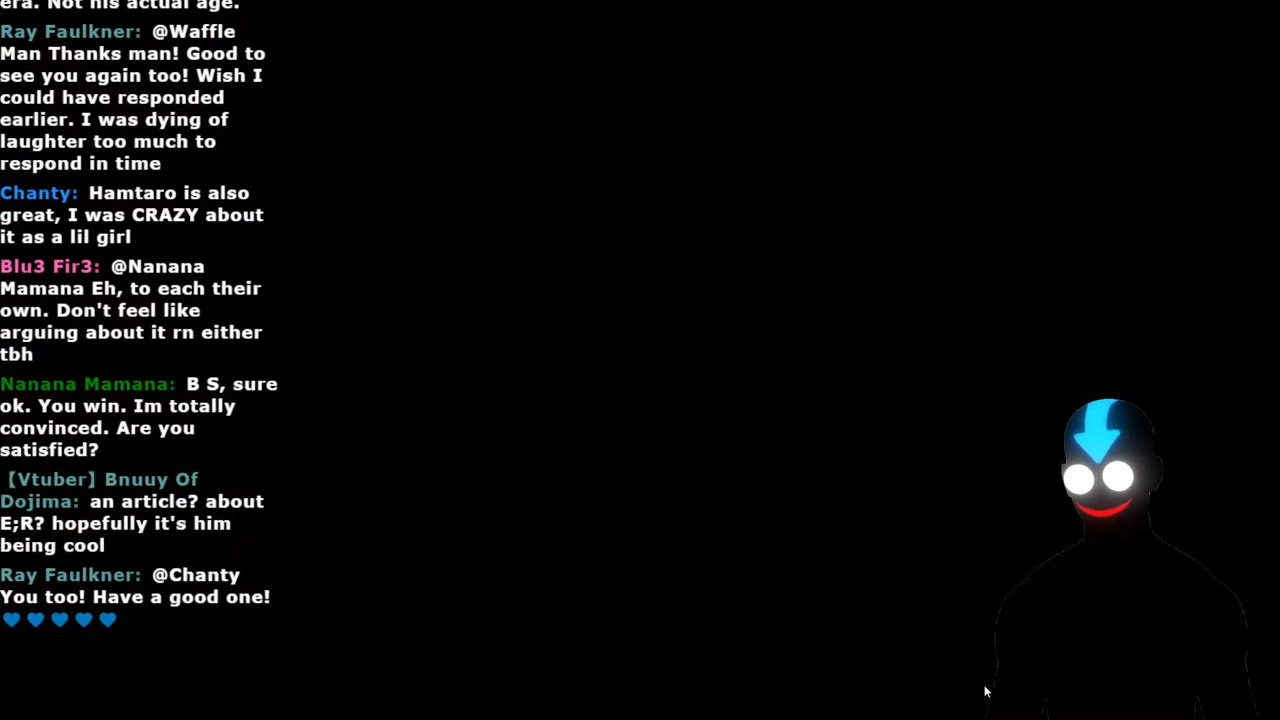 era. Not his actual age.
Ray Faulkner: @Waffle
Man Thanks man! Good to
see you again too! Wish I
could have responded
earlier. I was dying of
laughter too much to
respond in time
Chanty: Hamtaro is also
great, I was CRAZY about
it as a lil girl
Blu3 Fir3: @Nanana
Mamana Eh, to each their
own. Don't feel like
arguing about it rn either
tbh
Nanana Mamana: B S, sure
ok. You win. Im totally
convinced. Are you
satisfied?
【Vtuber】Bnuuy Of
Dojima: an article? about
E;R? hopefully it's him
being cool
Ray Faulkner: @Chanty
You too! Have a good one!
💙💙💙💙💙